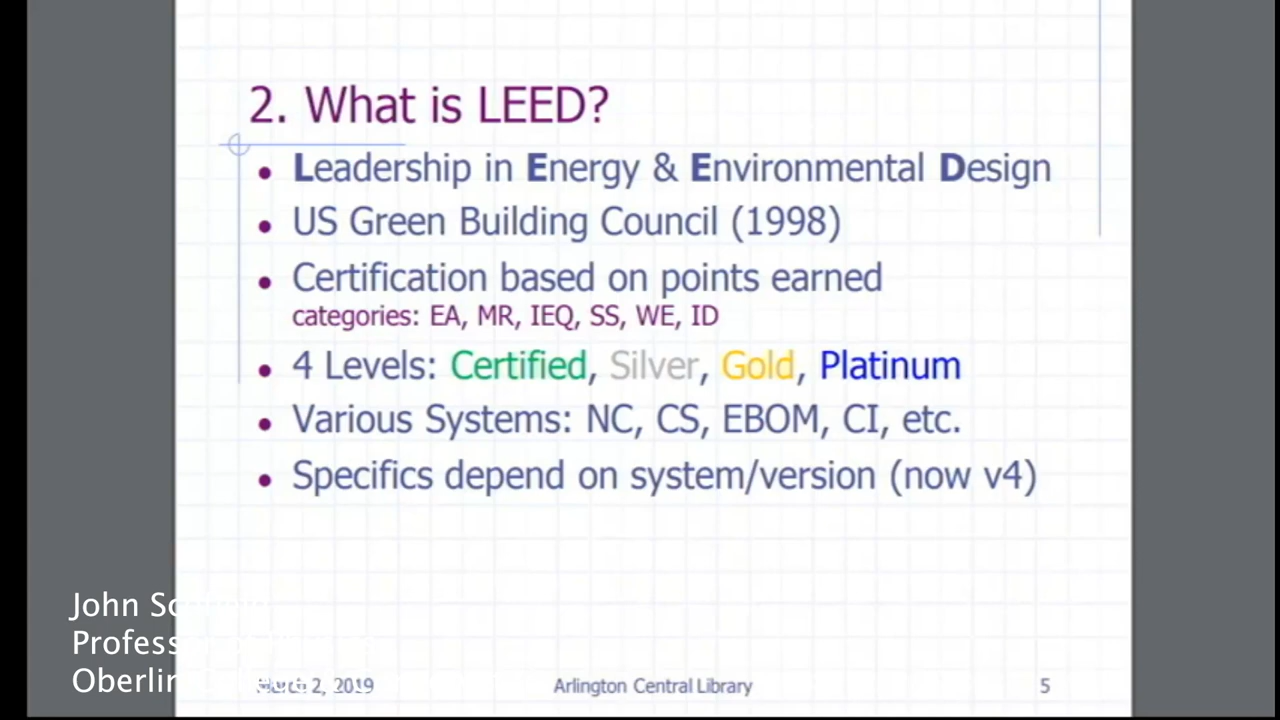 2. What is LEED?
• Leadership in Energy & Environmental Design
• US Green Building Council (1998)
• Certification based on points earned
categories: EA, MR, IEQ, SS, WE, ID
• 4 Levels: Certified, Silver, Gold, Platinum
• Various Systems: NC, CS, EBOM, CI, etc.
• Specifics depend on system/version (now v4)
John
Professor
Oberlin
2, 2019 Arlington Central Library 5